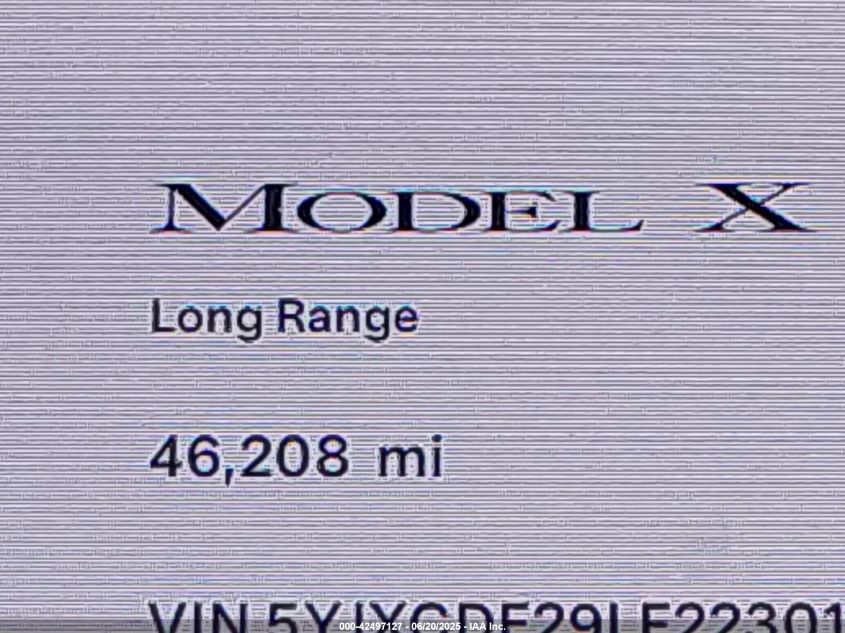 MODEL X
Long Range
46,208 mi
VIN 5YJXCDE29LF22301
000-42497127 - 06/20/2025 - IAA Inc.